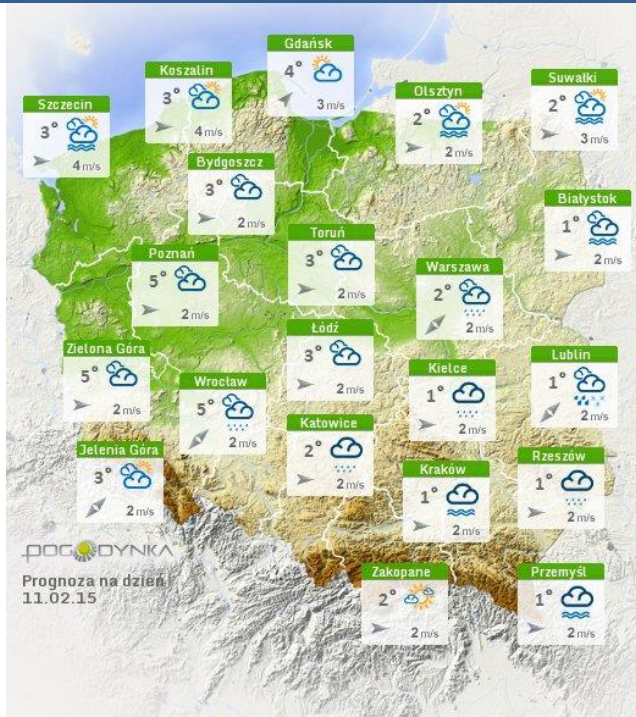 Gdańsk
4°
3 m/s
Koszalin
3°
4 m/s
Suwałki
2°
3 m/s
Olsztyn
2°
2 m/s
Szczecin
3°
4 m/s
Bydgoszcz
3°
2 m/s
Białystok
1°
2 m/s
Toruń
3°
2 m/s
Poznań
5°
2 m/s
Warszawa
2°
2 m/s
Łódź
3°
2 m/s
Zielona Góra
5°
2 m/s
Lublin
1°
2 m/s
Kielce
1°
2 m/s
Wrocław
5°
2 m/s
Katowice
2°
2 m/s
Jelenia Góra
3°
2 m/s
Rzeszów
1°
2 m/s
Kraków
1°
2 m/s
POGODYNKA
Prognoza na dzień
11.02.15
Zakopane
2°
2 m/s
Przemyśl
1°
2 m/s